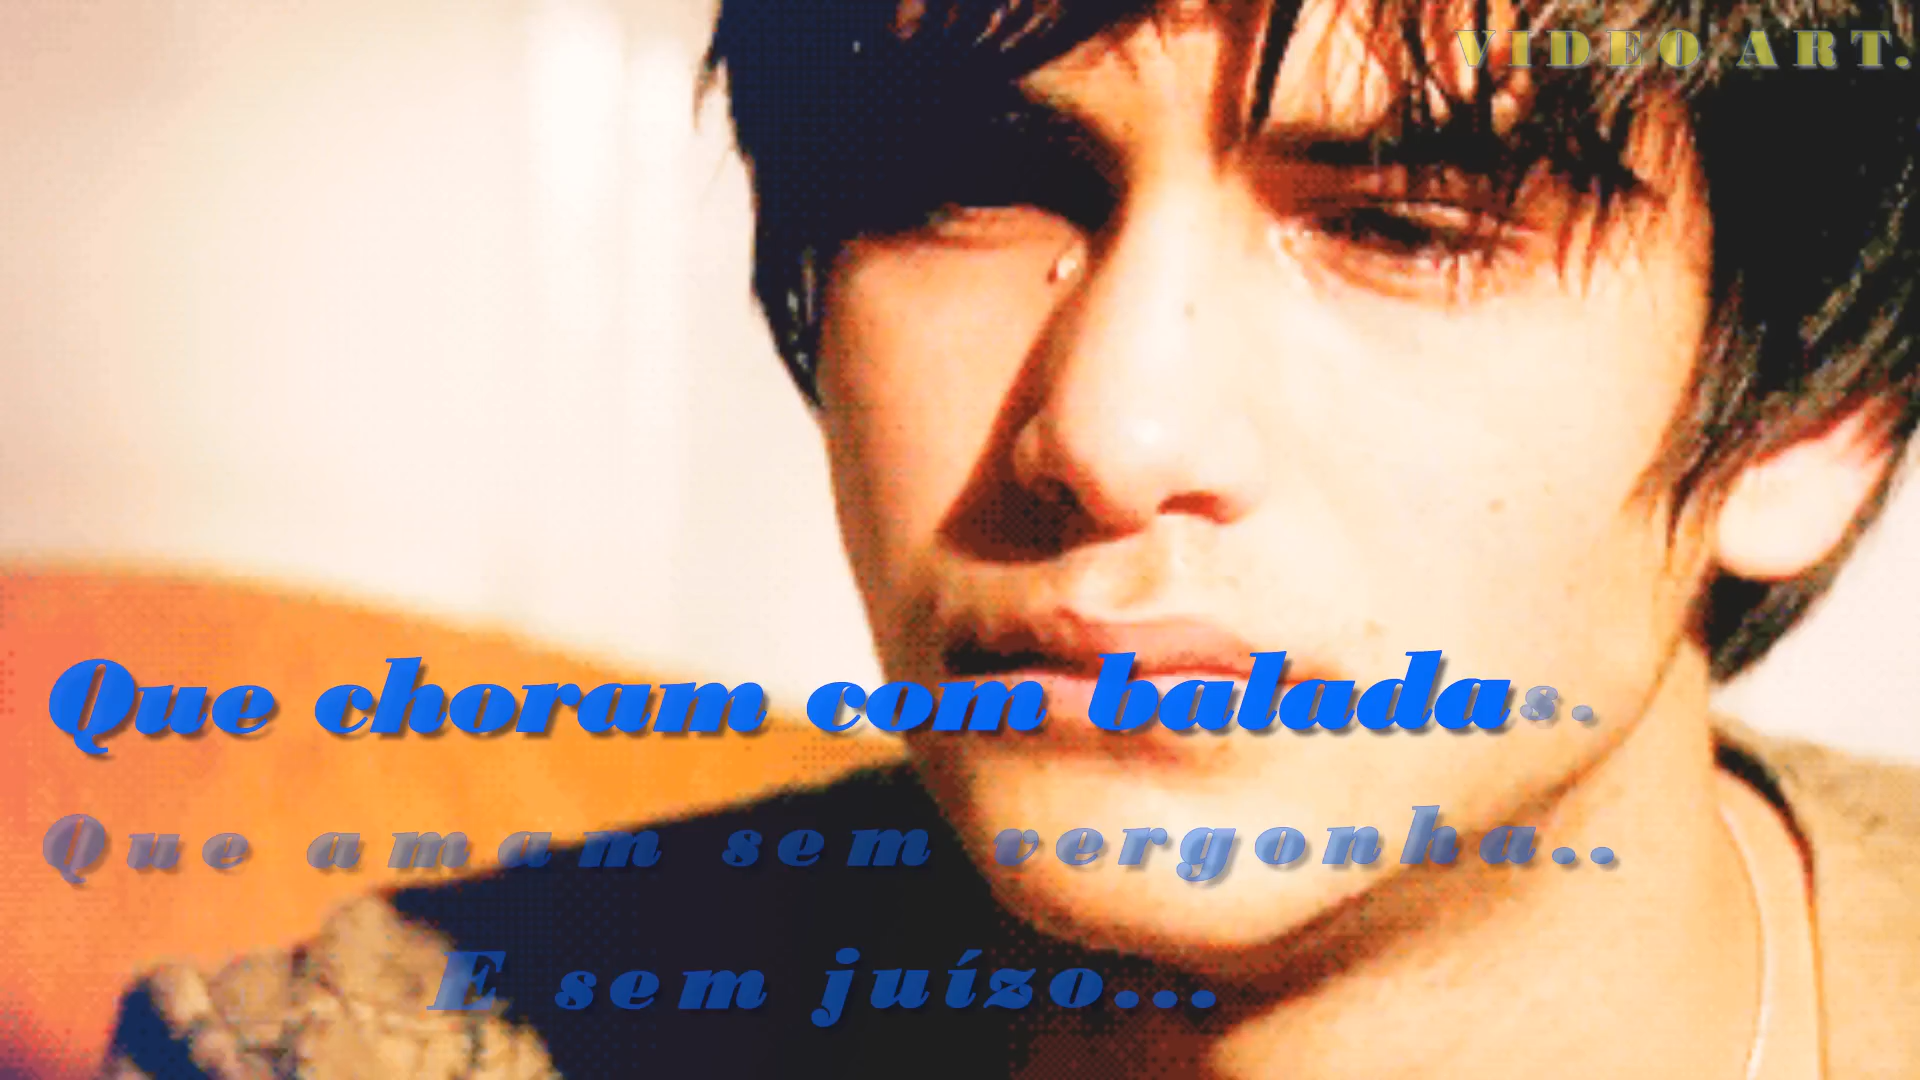 VIDEO ART.
Que choram com baladas.
Que amam sem vergonha..
E sem juízo...